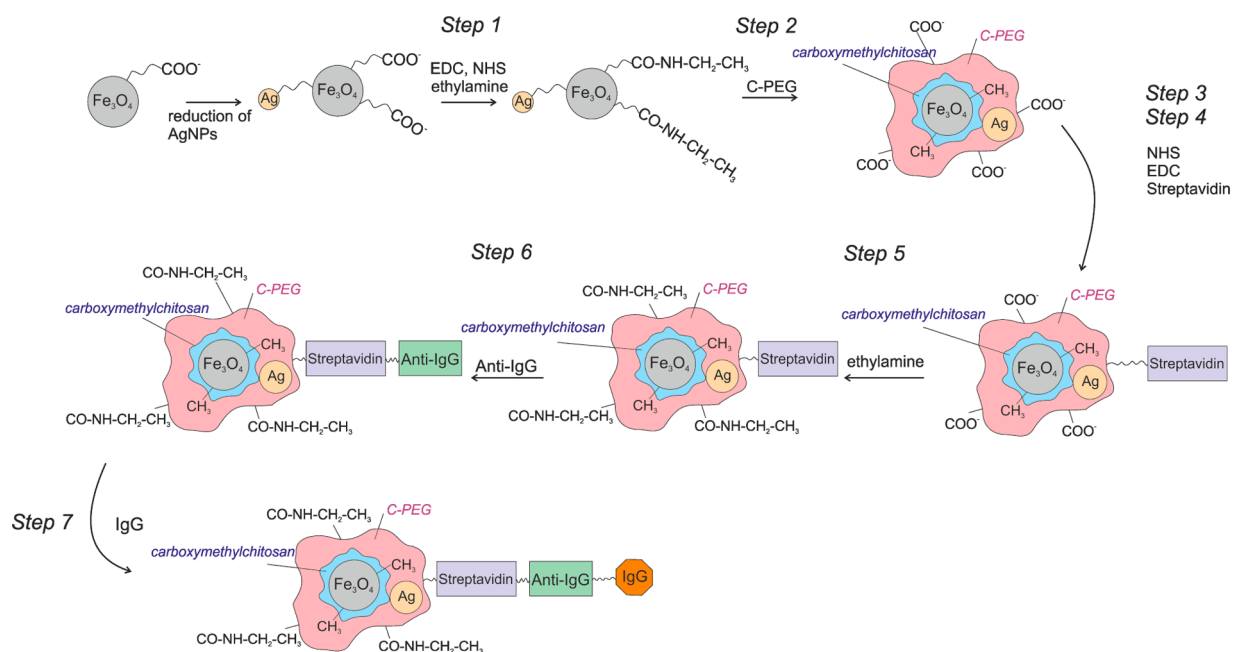 Step 1
Step 2
COO⁻
Fe₃O₄
reduction of
AgNPs
Ag
Fe₃O₄
COO⁻
COO⁻
EDC, NHS
ethylamine
Ag
Fe₃O₄
CO-NH-CH₂-CH₃
CO-NH-CH₂-CH₃
C-PEG
COO⁻
C-PEG
carboxymethylchitosan
Fe₃O₄
CH₃
Ag
CH₃
COO⁻
COO⁻
COO⁻
Step 3
Step 4
NHS
EDC
Streptavidin
Step 6
Step 5
CO-NH-CH₂-CH₃
C-PEG
carboxymethylchitosan
Fe₃O₄
CH₃
Ag
CH₃
Streptavidin
Anti-IgG
CO-NH-CH₂-CH₃
CO-NH-CH₂-CH₃
Anti-IgG
CO-NH-CH₂-CH₃
C-PEG
carboxymethylchitosan
Fe₃O₄
CH₃
Ag
CH₃
Streptavidin
CO-NH-CH₂-CH₃
CO-NH-CH₂-CH₃
ethylamine
COO⁻
C-PEG
carboxymethylchitosan
Fe₃O₄
CH₃
Ag
CH₃
Streptavidin
COO⁻
COO⁻
Step 7
IgG
CO-NH-CH₂-CH₃
C-PEG
carboxymethylchitosan
Fe₃O₄
CH₃
Ag
CH₃
Streptavidin
Anti-IgG
IgG
CO-NH-CH₂-CH₃
CO-NH-CH₂-CH₃